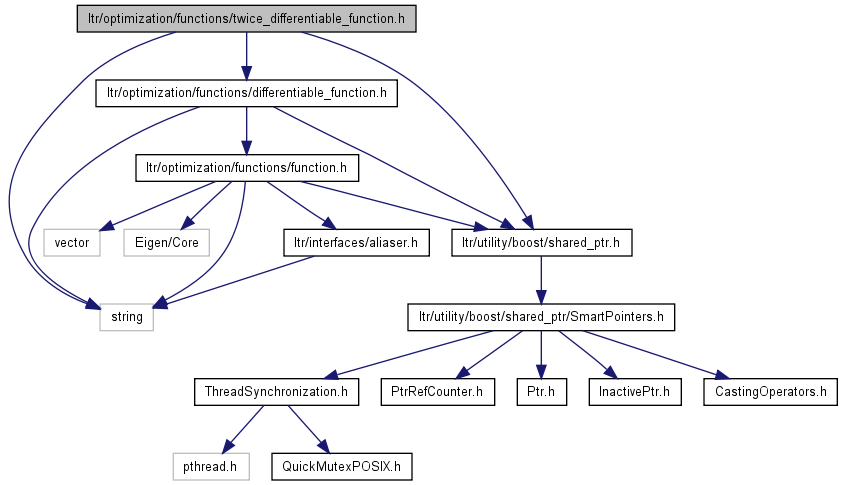 ltr/optimization/functions/twice_differentiable_function.h
ltr/optimization/functions/differentiable_function.h
ltr/optimization/functions/function.h
vector
Eigen/Core
ltr/interfaces/aliaser.h
ltr/utility/boost/shared_ptr.h
string
ltr/utility/boost/shared_ptr/SmartPointers.h
ThreadSynchronization.h
PtrRefCounter.h
Ptr.h
InactivePtr.h
CastingOperators.h
pthread.h
QuickMutexPOSIX.h